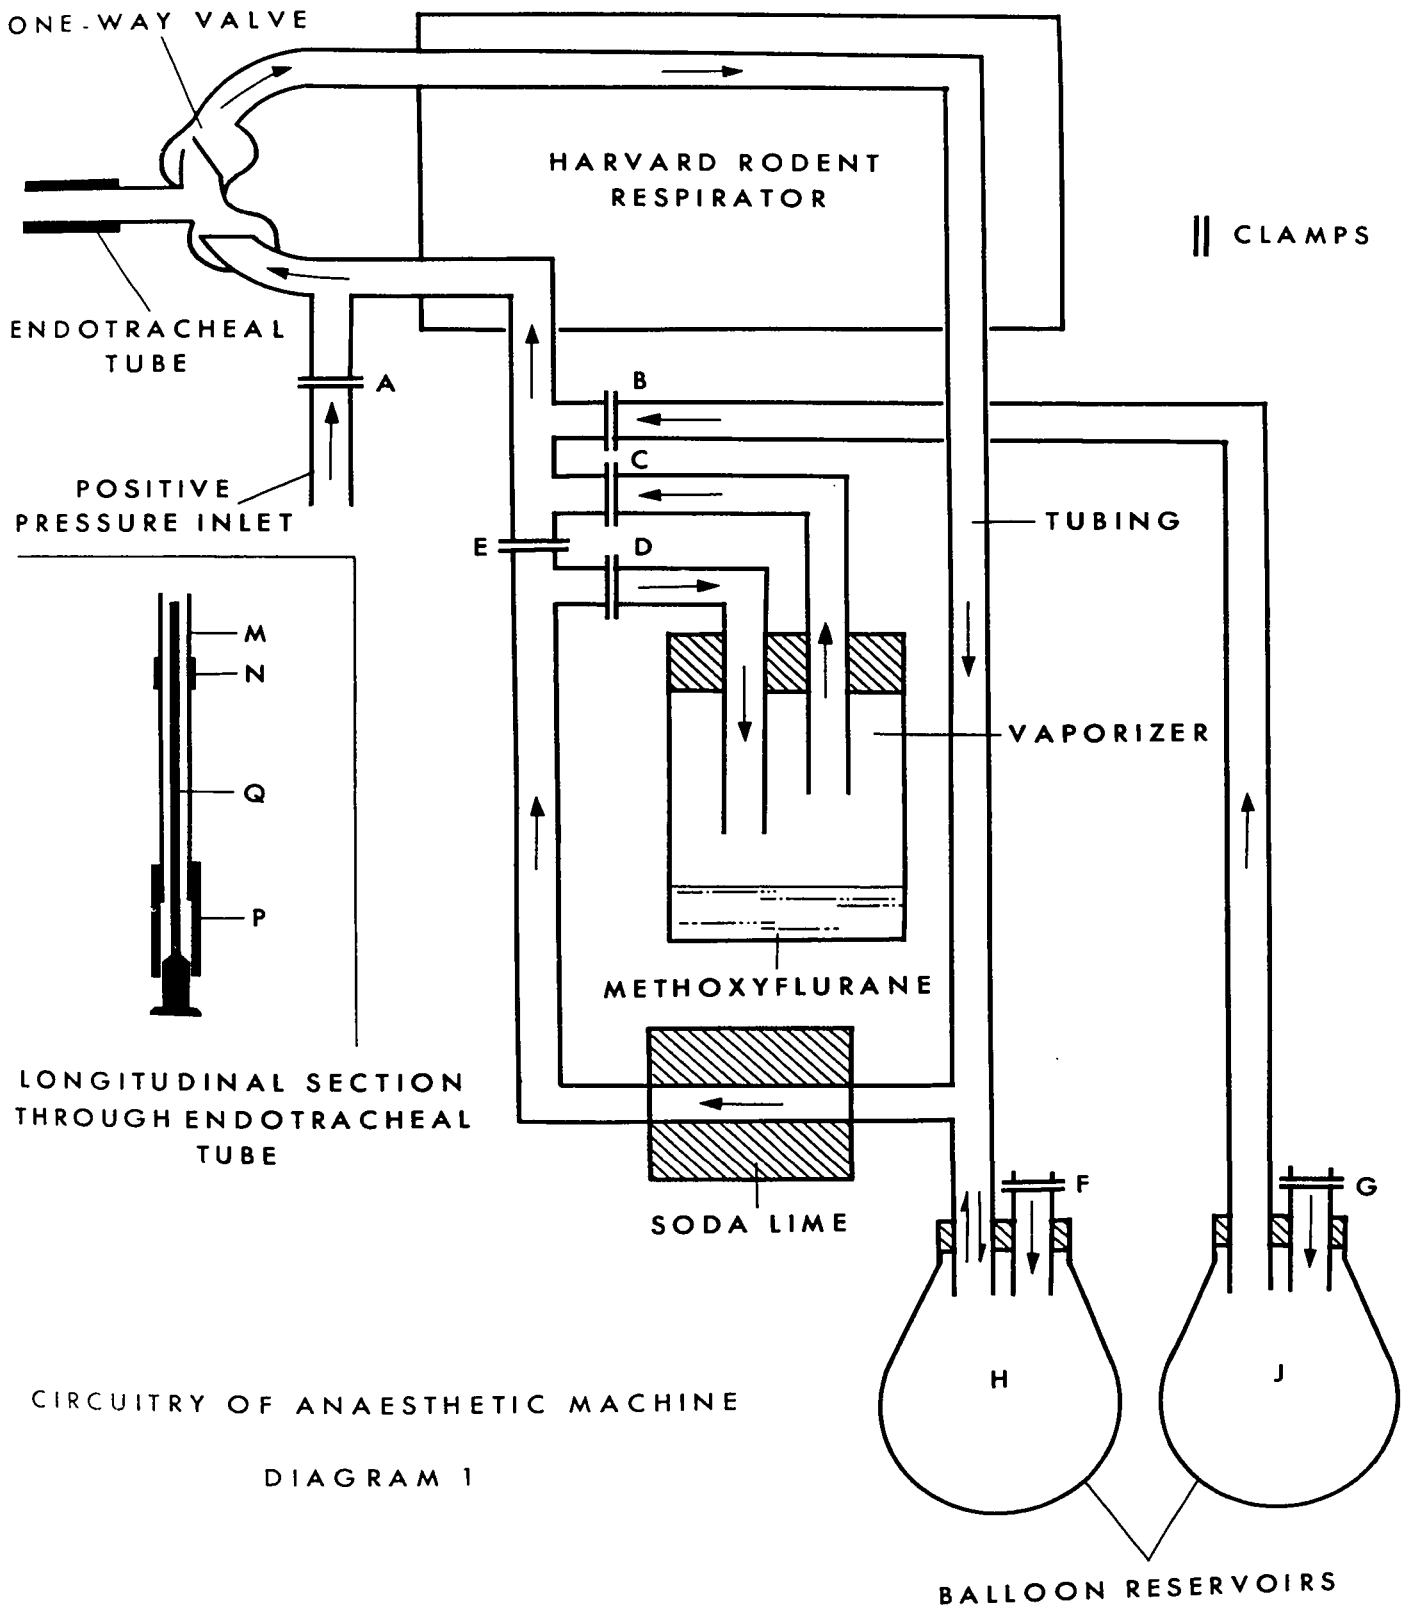 ONE-WAY VALVE
HARVARD RODENT
RESPIRATOR
CLAMPS
ENDOTRACHEAL
TUBE
A
B
C
POSITIVE
PRESSURE INLET
E
D
TUBING
M
N
Q
P
VAPORIZER
METHOXYFLURANE
LONGITUDINAL SECTION
THROUGH ENDOTRACHEAL
TUBE
SODA LIME
F
G
H
J
CIRCUITRY OF ANAESTHETIC MACHINE
DIAGRAM 1
BALLOON RESERVOIRS